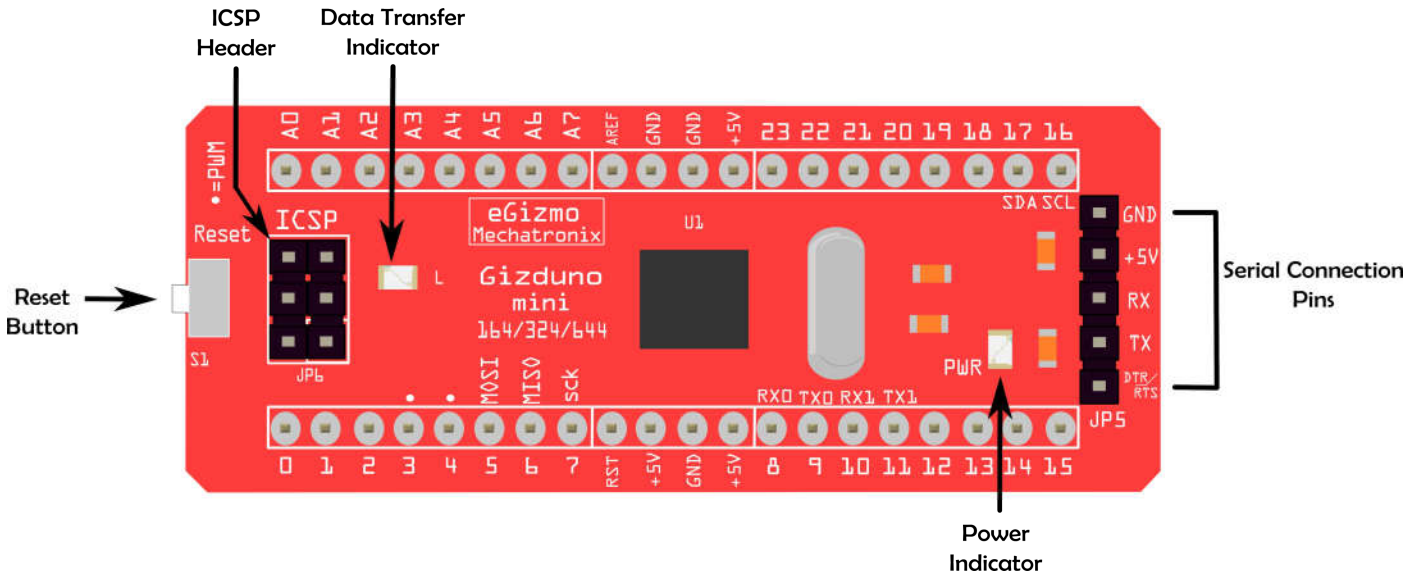 ICSP
Header
Data Transfer
Indicator
A0 A1 A2 A3 A4 A5 A6 A7 AREF GND GND +5V 23 22 21 20 19 18 17 16
=PWM
SDA SCL
ICSP
eGizmo
Mechatronix
U1
GND
Reset
+5V
L
Gizduno
mini
164/324/644
RX
TX
DTR/
RTS
Serial Connection
Pins
Reset
Button
S1
JP6
MOSI MISO sck
PWR
RX0 TX0 RX1 TX1
JP5
0 1 2 3 4 5 6 7 RST +5V GND +5V 8 9 10 11 12 13 14 15
Power
Indicator